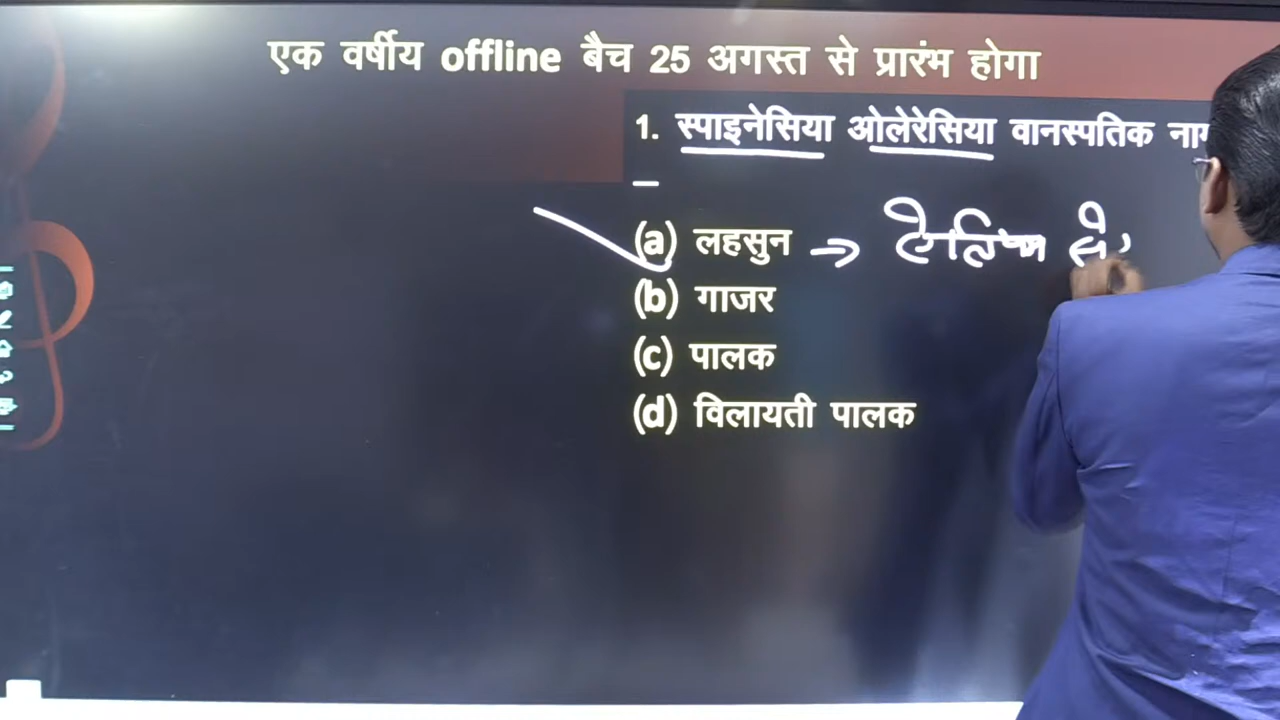 एक वर्षीय offline बैच 25 अगस्त से प्रारंभ होगा
1. स्पाइनेसिया ओलेरेसिया वानस्पतिक
(a) लहसुन →
(b) गाजर
(c) पालक
(d) विलायती पालक